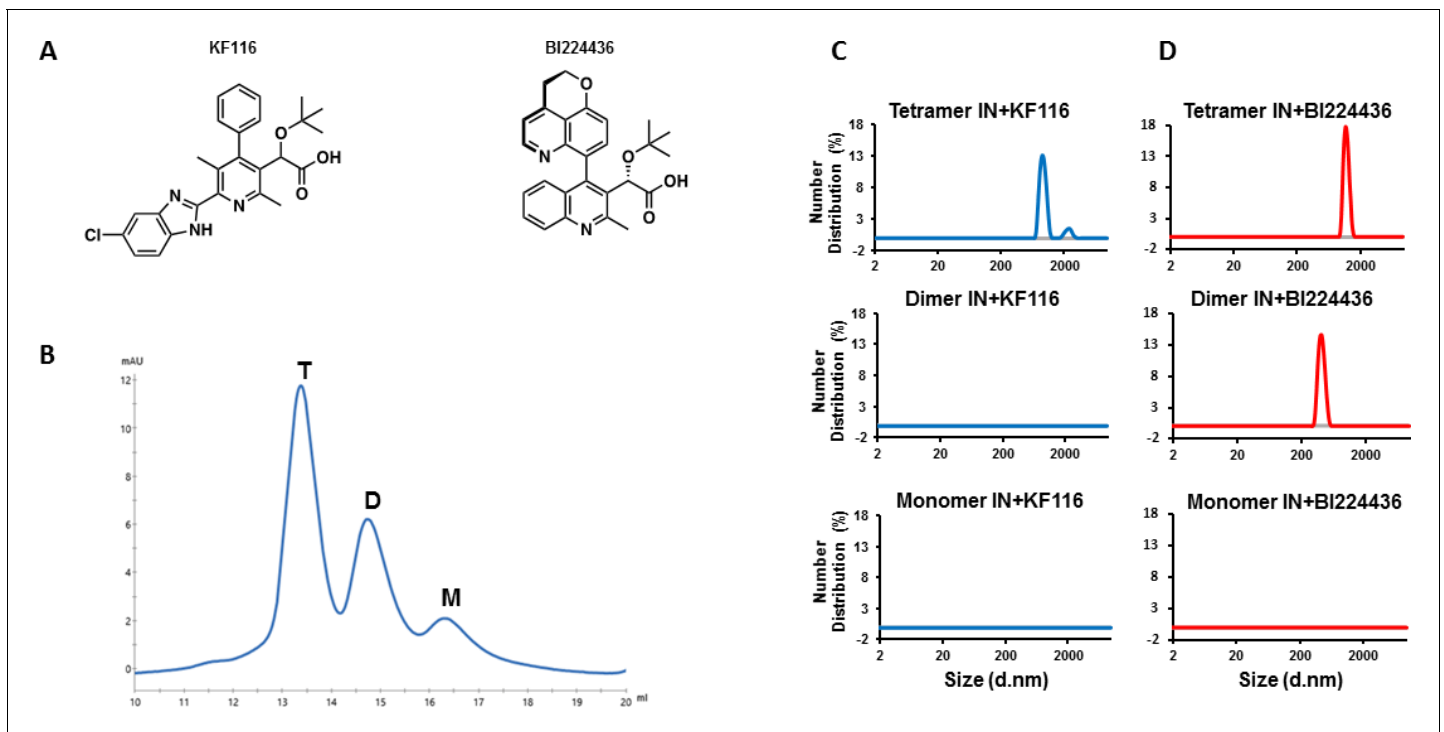 A
KF116
BI224436
O
OH
O
N
N
N
NH
Cl
O
N
O
OH
O
N
B
mAU
12
10
8
6
4
2
0
T
D
M
10
11
12
13
14
15
16
17
18
19
20
ml
C
Tetramer IN+KF116
Number
Distribution (%)
18
13
8
3
-2
2
20
200
2000
Dimer IN+KF116
Number
Distribution (%)
18
13
8
3
-2
2
20
200
2000
Monomer IN+KF116
Number
Distribution (%)
18
13
8
3
-2
2
20
200
2000
Size (d.nm)
D
Tetramer IN+BI224436
18
13
8
3
-2
2
20
200
2000
Dimer IN+BI224436
18
13
8
3
-2
2
20
200
2000
Monomer IN+BI224436
18
13
8
3
-2
2
20
200
2000
Size (d.nm)